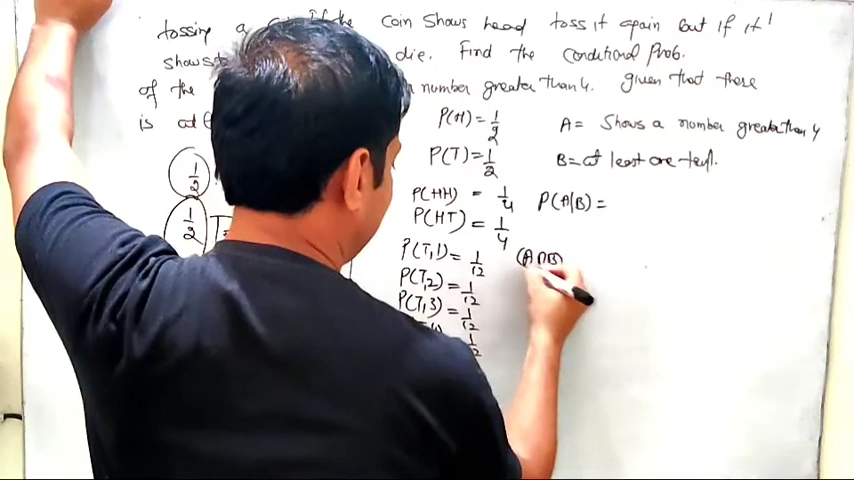 tossing a the coin shows head toss it again but if it
shows die. Find the conditional prob.
of the number greater than 4. given that there
is at
P(H)=1/2
A= Shows a number greater than 4
P(T)=1/2
B= at least one tail.
1/2
P(HH) = 1/4
P(A|B)=
1/2
P(HT) = 1/4
P(T,1)= 1/12
(A∩B)
P(T,2)= 1/12
P(T,3)= 1/12